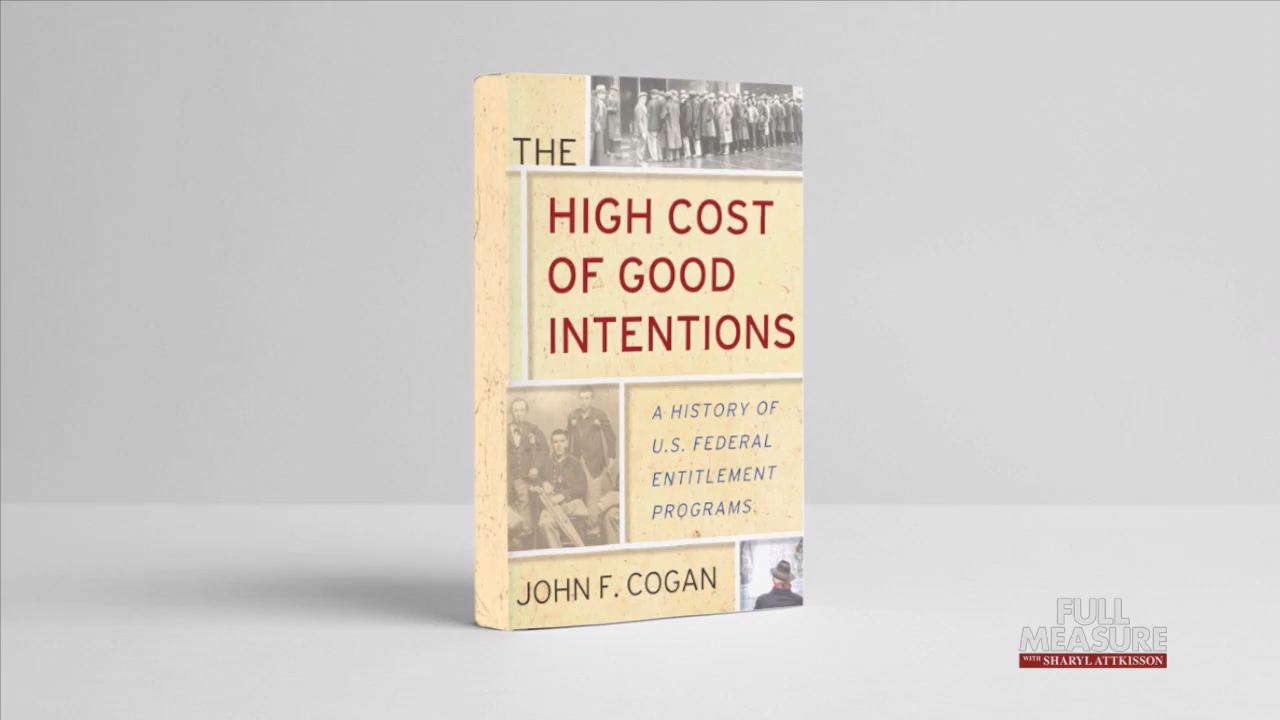 THE
HIGH COST
OF GOOD
INTENTIONS
A HISTORY OF
U.S. FEDERAL
ENTITLEMENT
PROGRAMS
JOHN F. COGAN
FULL
MEASURE
WITH SHARYL ATTKISSON